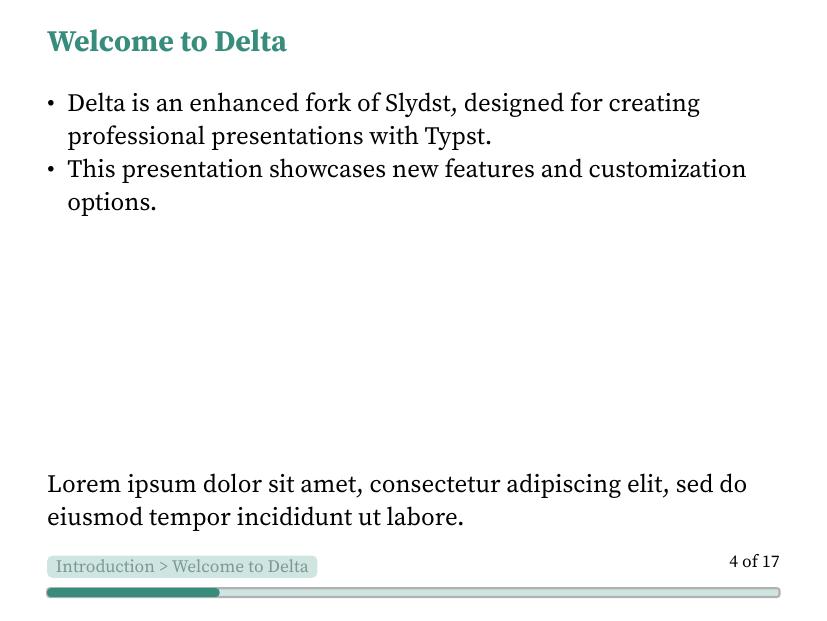 Welcome to Delta
• Delta is an enhanced fork of Slydst, designed for creating
professional presentations with Typst.
• This presentation showcases new features and customization
options.
Lorem ipsum dolor sit amet, consectetur adipiscing elit, sed do
eiusmod tempor incididunt ut labore.
Introduction > Welcome to Delta
4 of 17